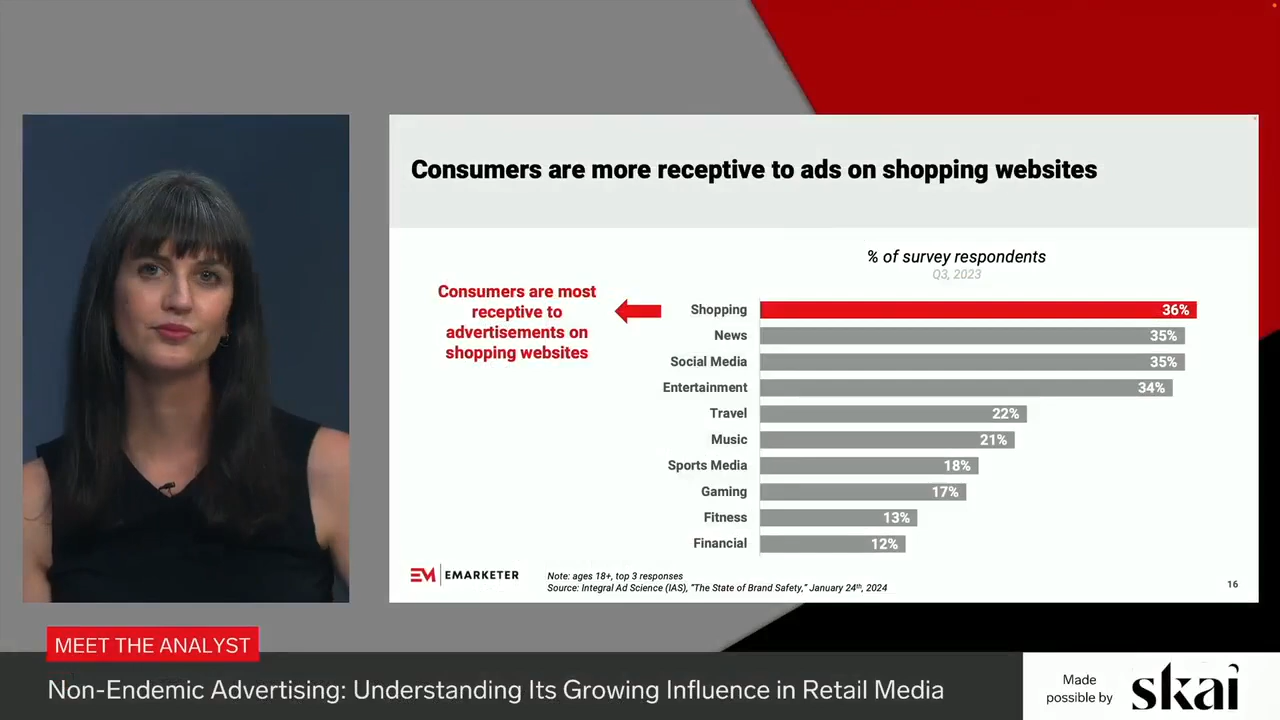 Consumers are more receptive to ads on shopping websites
% of survey respondents
Q3, 2023
Consumers are most
receptive to
advertisements on
shopping websites
Shopping 36%
News 35%
Social Media 35%
Entertainment 34%
Travel 22%
Music 21%
Sports Media 18%
Gaming 17%
Fitness 13%
Financial 12%
EM EMARKETER
Note: ages 18+, top 3 responses
Source: Integral Ad Science (IAS), "The State of Brand Safety," January 24th, 2024
16
MEET THE ANALYST
Non-Endemic Advertising: Understanding Its Growing Influence in Retail Media
Made
possible by
skai